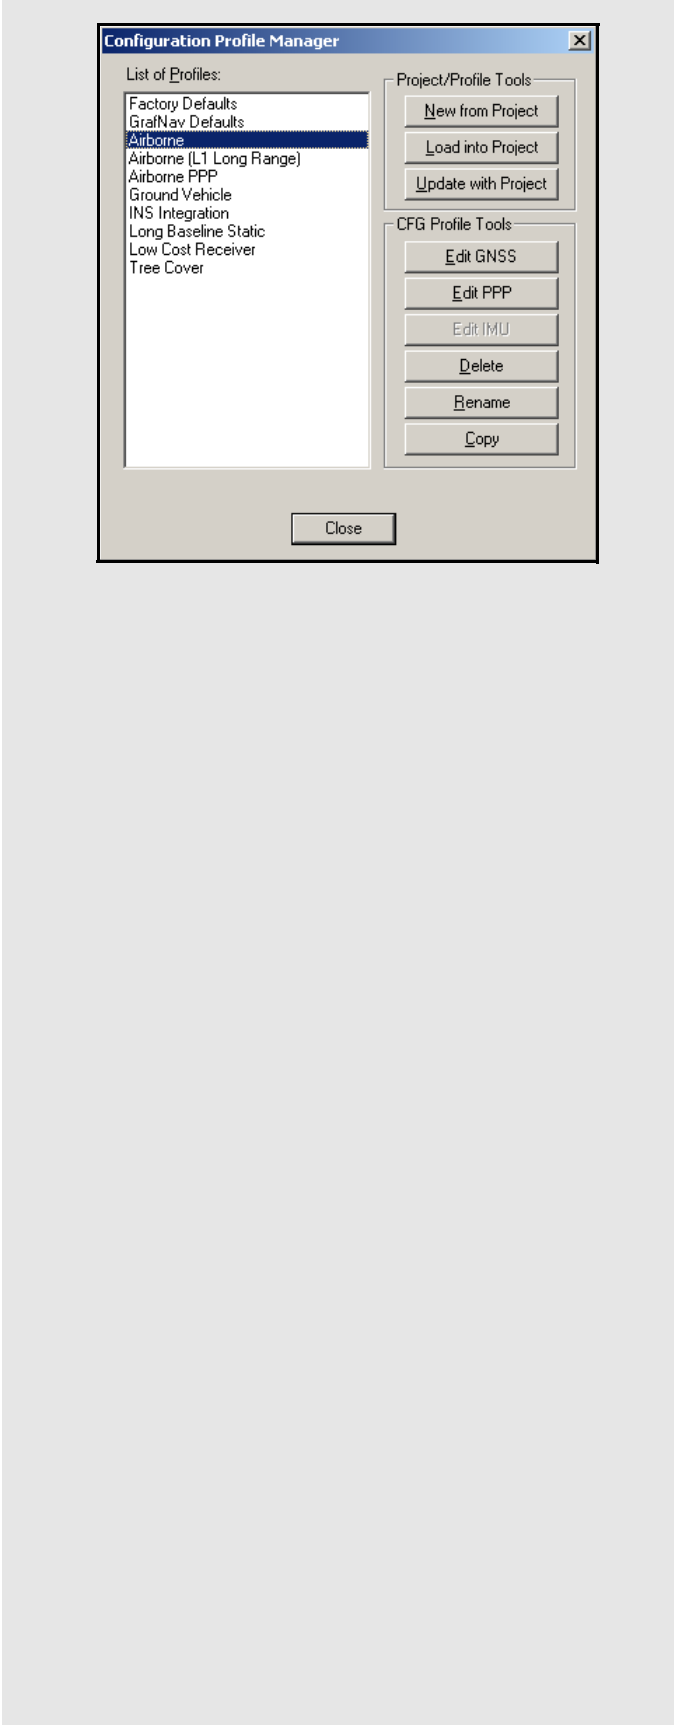 Configuration Profile Manager
List of Profiles:
Factory Defaults
GrafNav Defaults
Airborne
Airborne (L1 Long Range)
Airborne PPP
Ground Vehicle
INS Integration
Long Baseline Static
Low Cost Receiver
Tree Cover
Project/Profile Tools
New from Project
Load into Project
Update with Project
CFG Profile Tools
Edit GNSS
Edit PPP
Edit IMU
Delete
Rename
Copy
Close